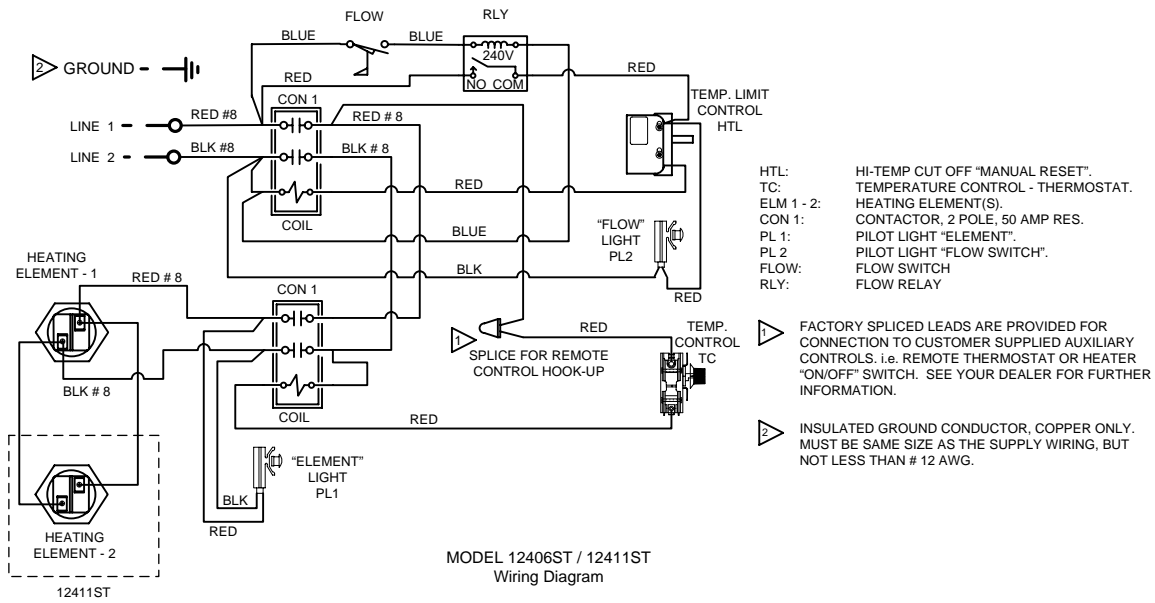 FLOW
RLY
BLUE
BLUE
240V
2
GROUND
RED
NO COM
RED
CON 1
TEMP. LIMIT
CONTROL
HTL
LINE 1
RED #8
RED # 8
LINE 2
BLK #8
BLK # 8
RED
COIL
BLUE
"FLOW"
LIGHT
PL2
BLK
RED
HTL: HI-TEMP CUT OFF "MANUAL RESET".
TC: TEMPERATURE CONTROL - THERMOSTAT.
ELM 1 - 2: HEATING ELEMENT(S).
CON 1: CONTACTOR, 2 POLE, 50 AMP RES.
PL 1: PILOT LIGHT "ELEMENT".
PL 2 PILOT LIGHT "FLOW SWITCH".
FLOW: FLOW SWITCH
RLY: FLOW RELAY
HEATING
ELEMENT - 1
RED # 8
CON 1
BLK # 8
COIL
1
SPLICE FOR REMOTE
CONTROL HOOK-UP
RED
TEMP.
CONTROL
TC
RED
1
FACTORY SPLICED LEADS ARE PROVIDED FOR
CONNECTION TO CUSTOMER SUPPLIED AUXILIARY
CONTROLS. i.e. REMOTE THERMOSTAT OR HEATER
"ON/OFF" SWITCH. SEE YOUR DEALER FOR FURTHER
INFORMATION.
2
INSULATED GROUND CONDUCTOR, COPPER ONLY.
MUST BE SAME SIZE AS THE SUPPLY WIRING, BUT
NOT LESS THAN # 12 AWG.
"ELEMENT"
LIGHT
PL1
BLK
RED
HEATING
ELEMENT - 2
12411ST
MODEL 12406ST / 12411ST
Wiring Diagram